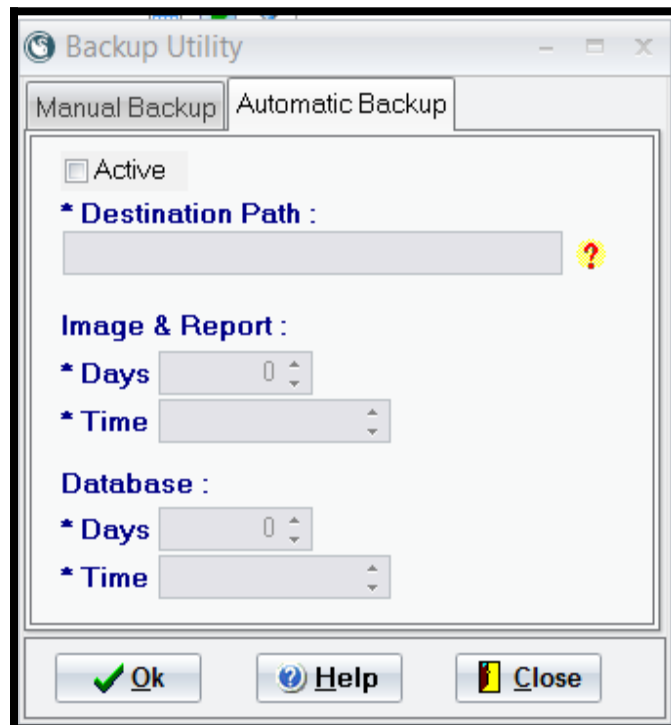 Backup Utility
Manual Backup Automatic Backup
Active
* Destination Path :
?
Image & Report :
* Days 0
* Time
Database :
* Days 0
* Time
Ok ? Help Close